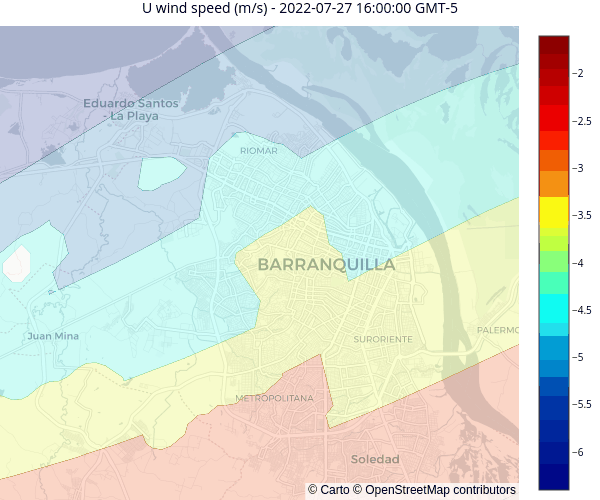 U wind speed (m/s) - 2022-07-27 16:00:00 GMT-5
Eduardo Santos
- La Playa
RIOMAR
BARRANQUILLA
Juan Mina
SURORIENTE
PALERMO
METROPOLITANA
Soledad
© Carto © OpenStreetMap contributors
−2
−2.5
−3
−3.5
−4
−4.5
−5
−5.5
−6